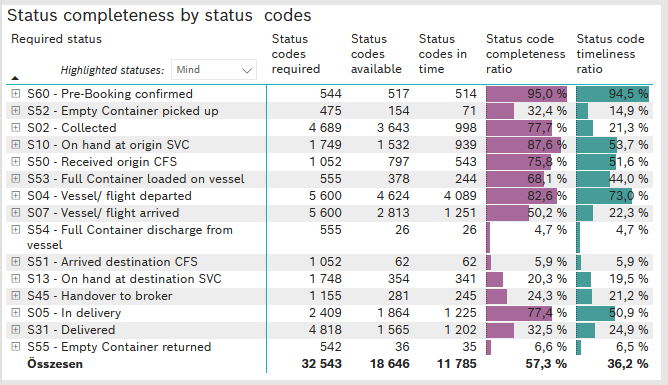 Status completeness by status codes
Required status Status codes required Status codes available Status codes in time Status code completeness ratio Status code timeliness ratio
Highlighted statuses: Mind
S60 - Pre-Booking confirmed 544 517 514 95,0 % 94,5 %
S52 - Empty Container picked up 475 154 71 32,4 % 14,9 %
S02 - Collected 4 689 3 643 998 77,7 % 21,3 %
S10 - On hand at origin SVC 1 749 1 532 939 87,6 % 53,7 %
S50 - Received origin CFS 1 052 797 543 75,8 % 51,6 %
S53 - Full Container loaded on vessel 555 378 244 68,1 % 44,0 %
S04 - Vessel/ flight departed 5 600 4 624 4 089 82,6 % 73,0 %
S07 - Vessel/ flight arrived 5 600 2 813 1 251 50,2 % 22,3 %
S54 - Full Container discharge from 555 26 26 4,7 % 4,7 %
vessel
S51 - Arrived destination CFS 1 052 62 62 5,9 % 5,9 %
S13 - On hand at destination SVC 1 748 354 341 20,3 % 19,5 %
S45 - Handover to broker 1 155 281 245 24,3 % 21,2 %
S05 - In delivery 2 409 1 864 1 225 77,4 % 50,9 %
S31 - Delivered 4 818 1 565 1 202 32,5 % 24,9 %
S55 - Empty Container returned 542 36 35 6,6 % 6,5 %
Összesen 32 543 18 646 11 785 57,3 % 36,2 %